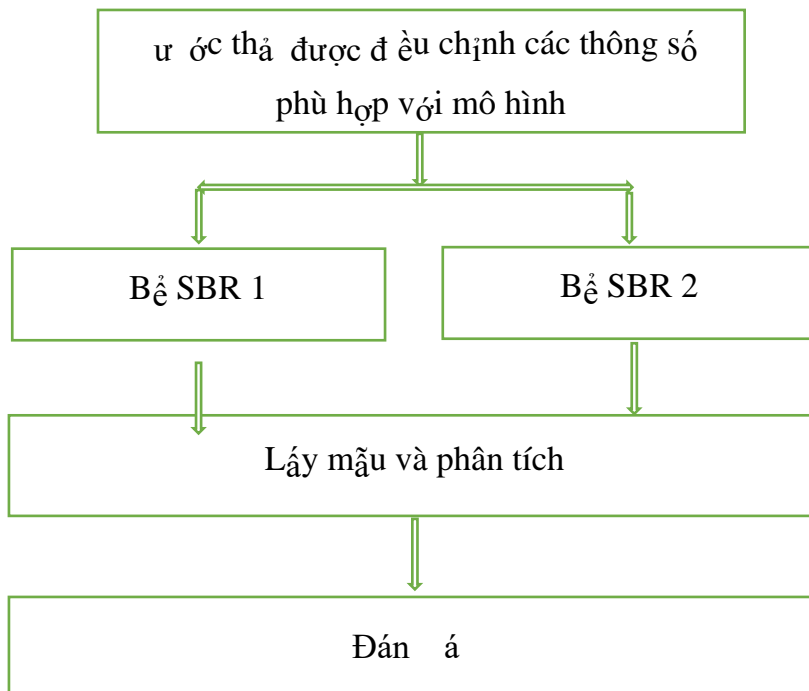 ư ớc thả được đ ều chỉnh các thông số
phù hợp với mô hình
Bể SBR 1
Bể SBR 2
Lấy mẫu và phân tích
Đán á